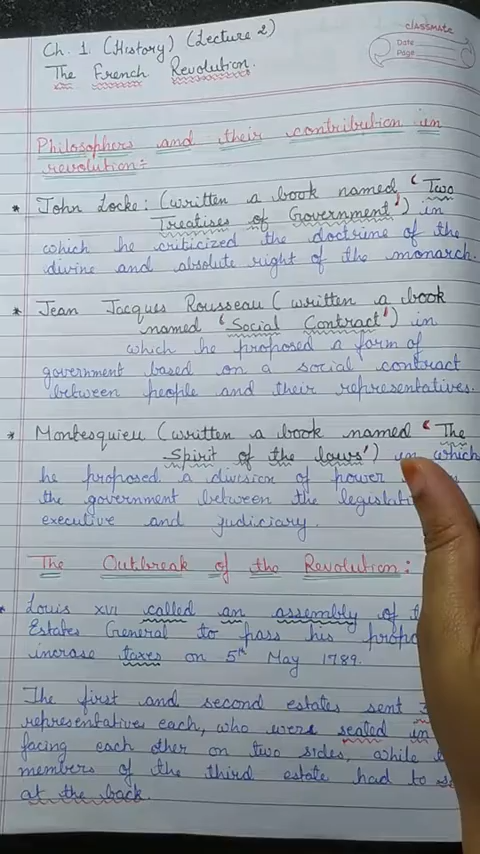 Ch. 1 (History) (Lecture 2)
The French Revolution.
CLASSMATE
Date
Page
Philosophers and their contribution in
revolution:
* John Locke: (written a book named 'Two
Treatises of Government') in
which he criticized the doctrine of the
divine and absolute right of the monarch.
* Jean Jacques Rousseau (written a book
named 'Social Contract') in
which he proposed a form of
government based on a social contract
between people and their representatives.
* Montesquieu (written a book named 'The
Spirit of the laws') in which
he proposed a division of power
the government between the
executive and judiciary.
The Outbreak of the Revolution:
* Louis XVI called an assembly of
Estates General to pass his
increase taxes on 5th May 1789.
The first and second estates sent
representatives each, who were seated in
facing each other on two sides, while
members of the third estate had to
at the back.